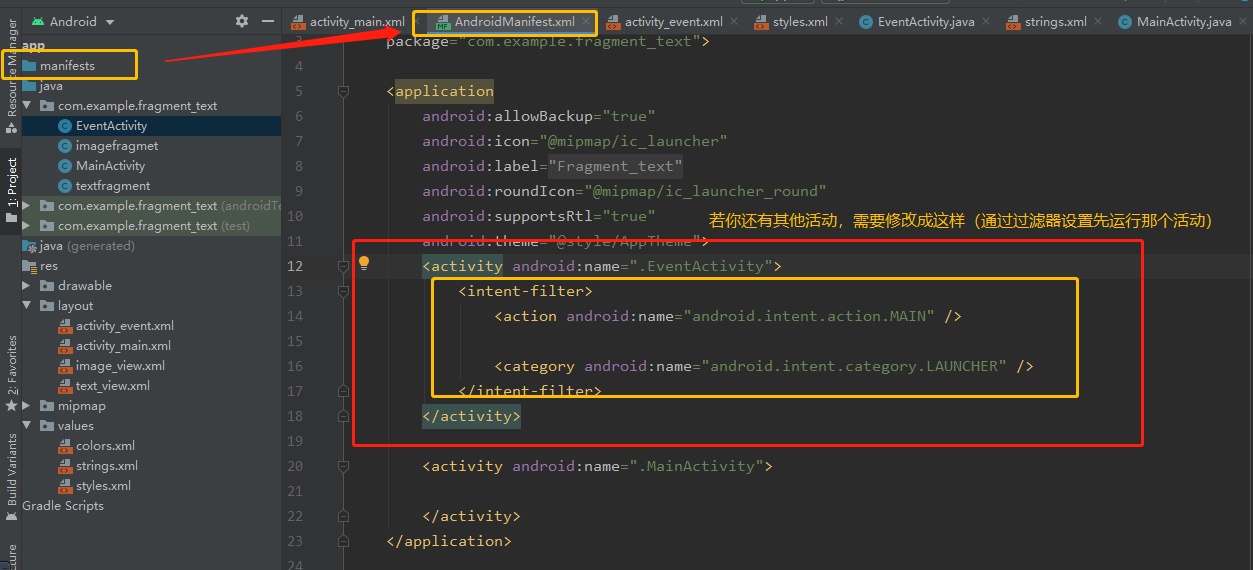 Android
activity_main.xml
AndroidManifest.xml
activity_event.xml
styles.xml
EventActivity.java
strings.xml
MainActivity.java
Resource Manager
1: Project
2: Favorites
Build Variants
app
manifests
java
com.example.fragment_text
EventActivity
imagefragmet
MainActivity
textfragment
com.example.fragment_text (androidTe
com.example.fragment_text (test)
java (generated)
res
drawable
layout
activity_event.xml
activity_main.xml
image_view.xml
text_view.xml
mipmap
values
colors.xml
strings.xml
styles.xml
Gradle Scripts
3 package="com.example.fragment_text">
4
5 <application
6 android:allowBackup="true"
7 android:icon="@mipmap/ic_launcher"
8 android:label="Fragment_text"
9 android:roundIcon="@mipmap/ic_launcher_round"
10 android:supportsRtl="true"
若你还有其他活动，需要修改成这样（通过过滤器设置先运行那个活动）
11 android:theme="@style/AppTheme">
12 <activity android:name=".EventActivity">
13 <intent-filter>
14 <action android:name="android.intent.action.MAIN" />
15
16 <category android:name="android.intent.category.LAUNCHER" />
17 </intent-filter>
18 </activity>
19
20 <activity android:name=".MainActivity">
21
22 </activity>
23 </application>
24